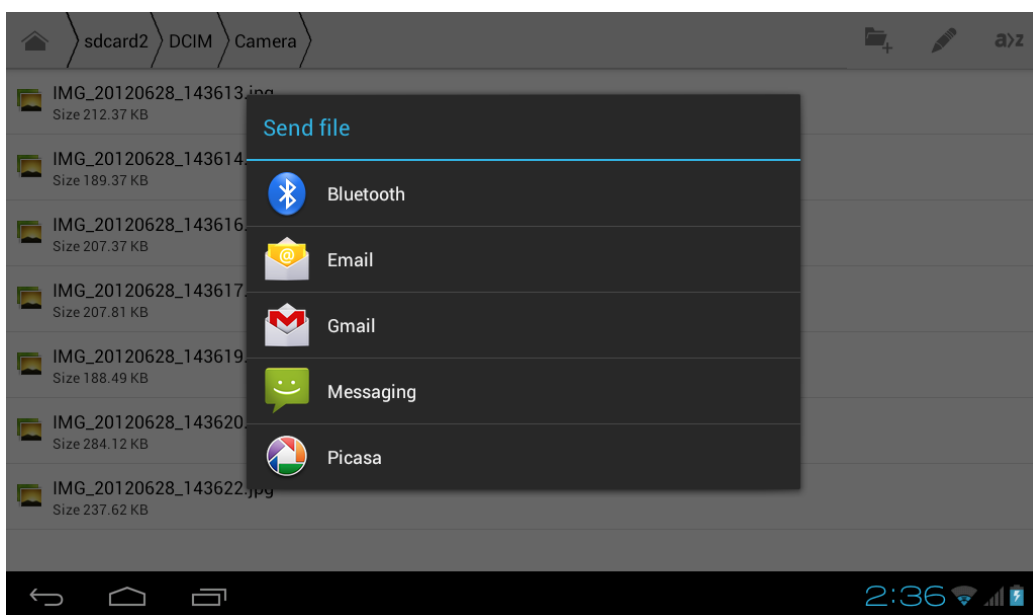 sdcard2 DCIM Camera a>z
IMG_20120628_143613.jpg
Size 212.37 KB
IMG_20120628_143614.
Size 189.37 KB
IMG_20120628_143616.
Size 207.37 KB
IMG_20120628_143617.
Size 207.81 KB
IMG_20120628_143619.
Size 188.49 KB
IMG_20120628_143620.
Size 284.12 KB
IMG_20120628_143622.jpg
Size 237.62 KB
Send file
Bluetooth
@
Email
Gmail
Messaging
Picasa
2:36